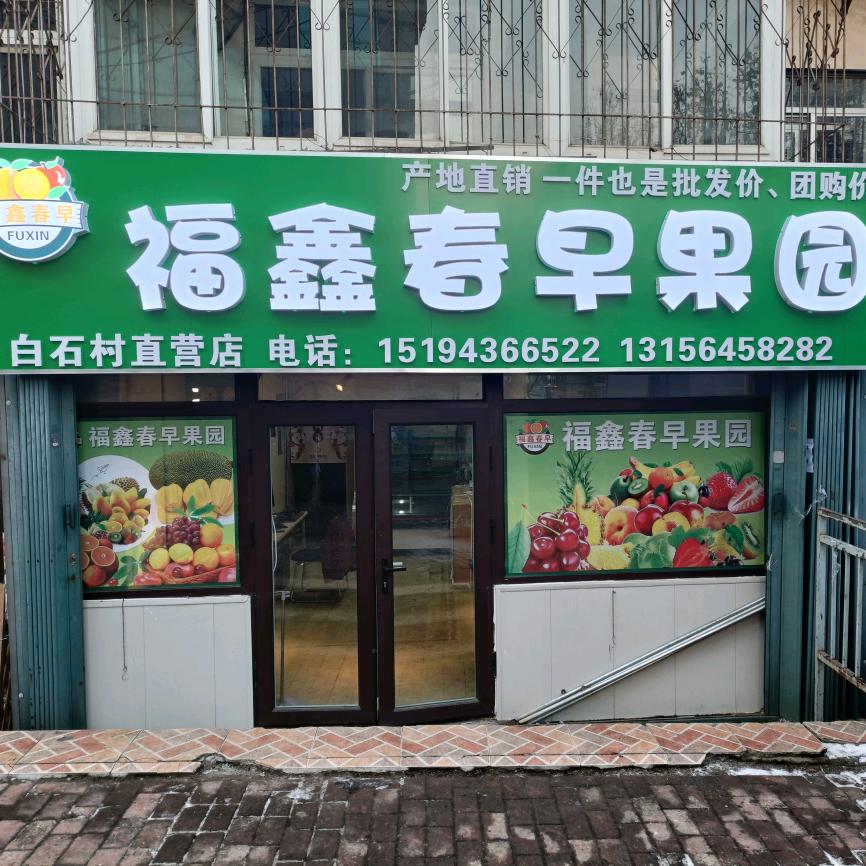 产地直销 一件也是批发价、团购价
鑫春早
FUXIN
福鑫春早果园
白石村直营店 电话：15194366522 13156458282
福鑫春早果园
福鑫春早
FUXIN
福鑫春早果园